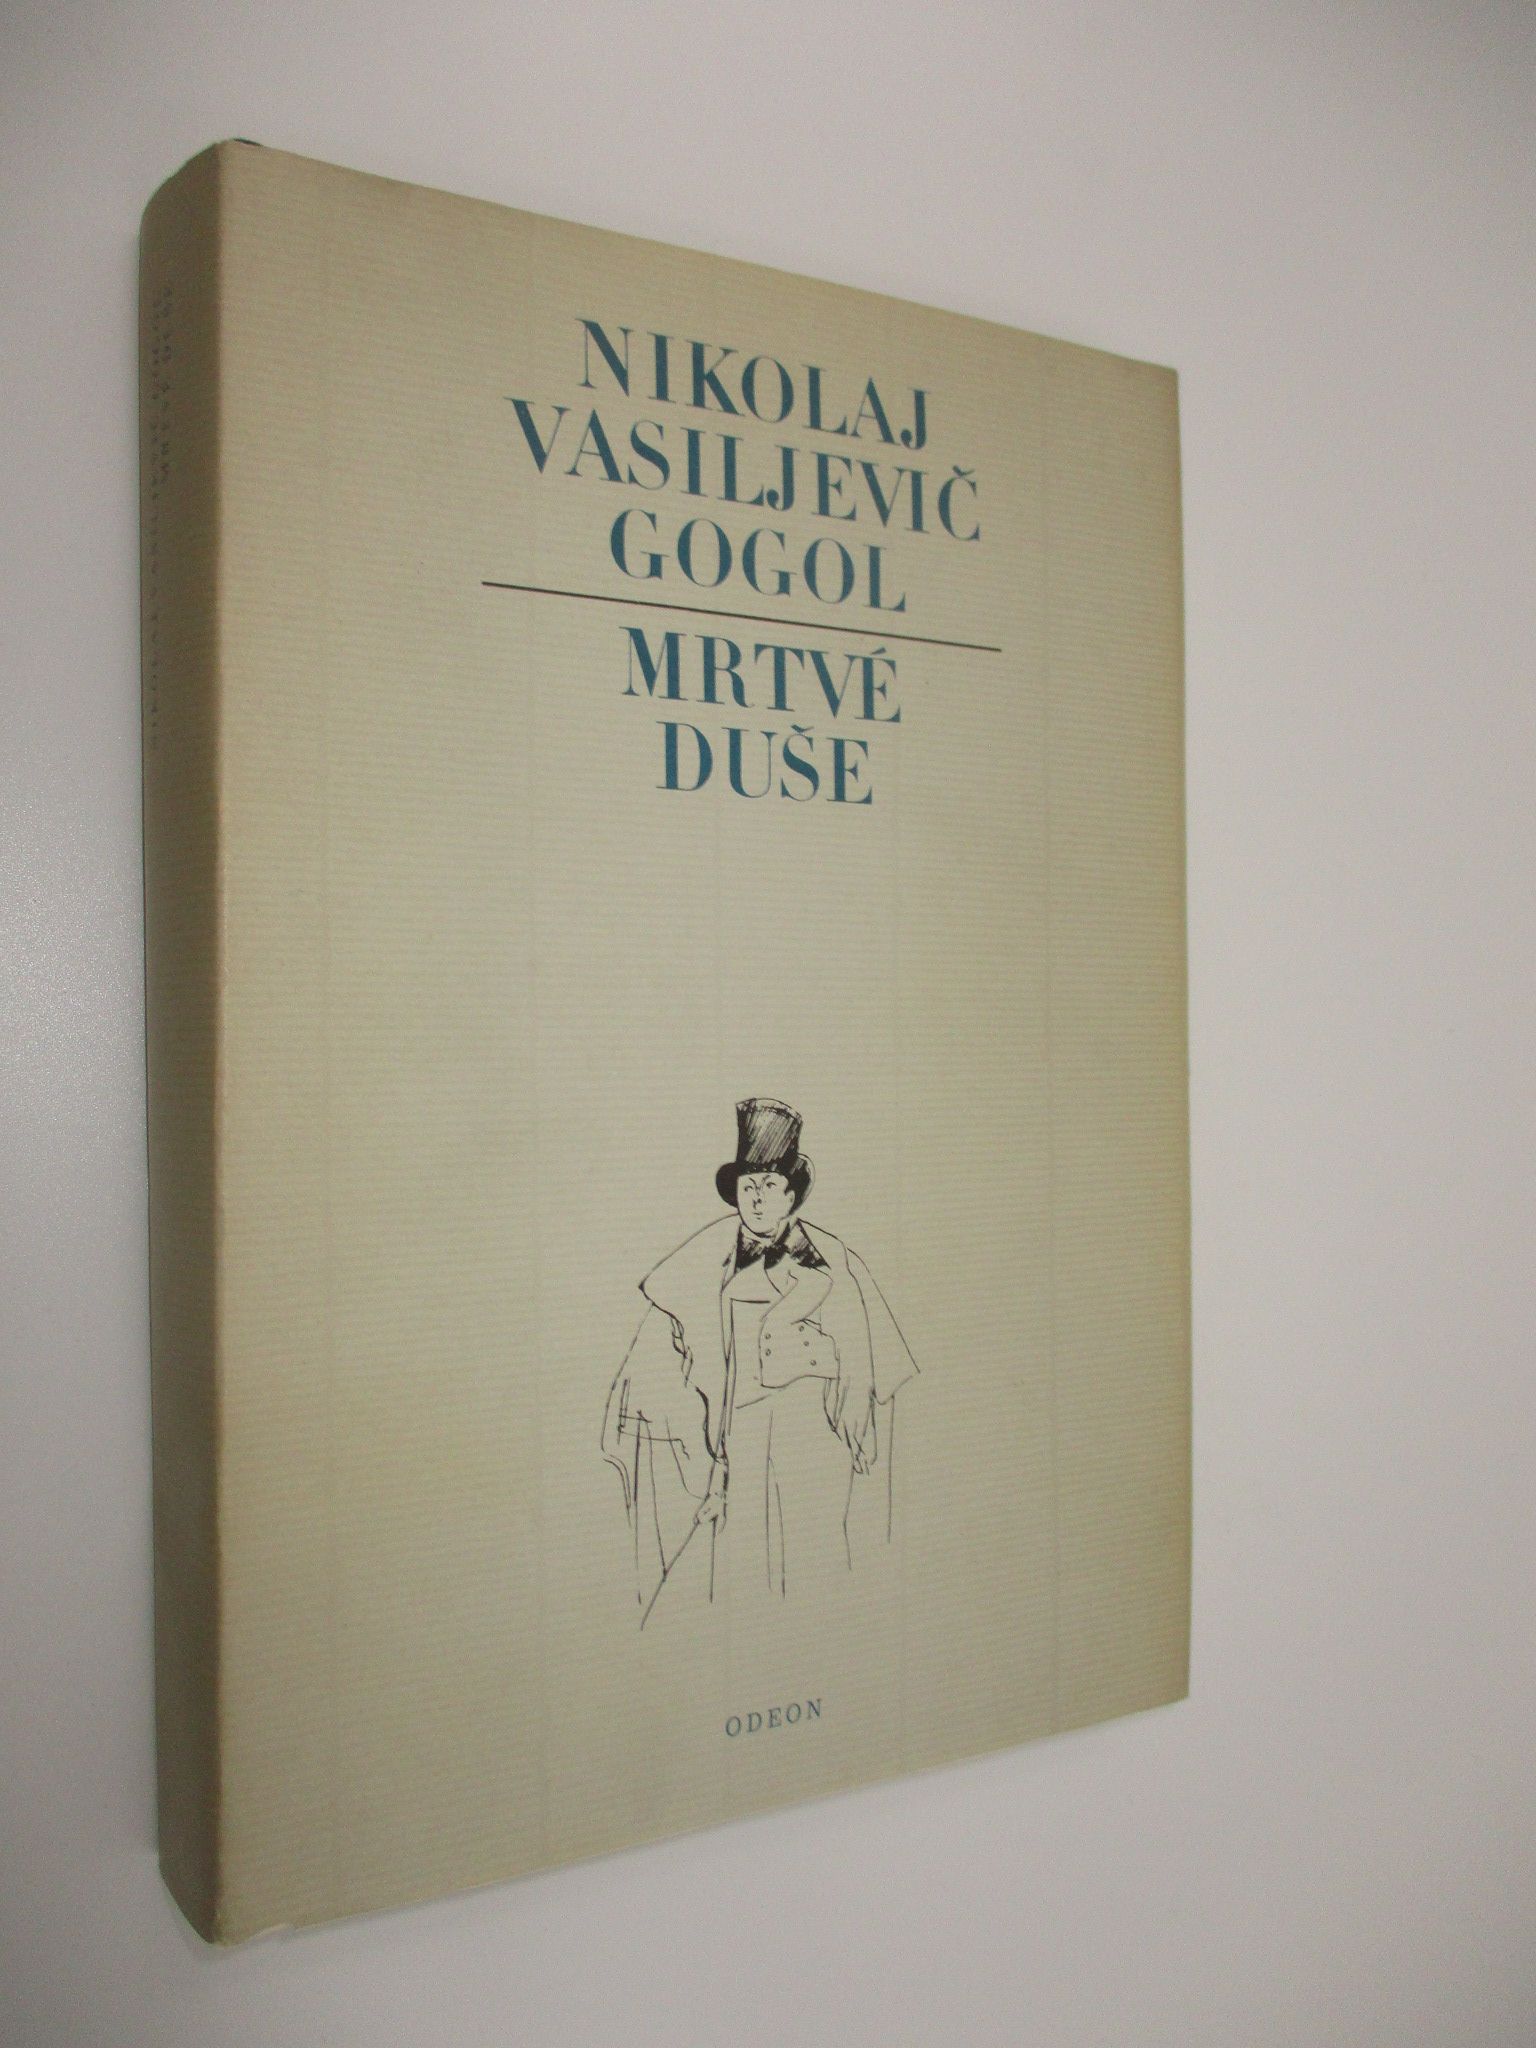 NIKOLAJ
VASILJEVIČ
GOGOL
MRTVÉ
DUŠE
ODEON